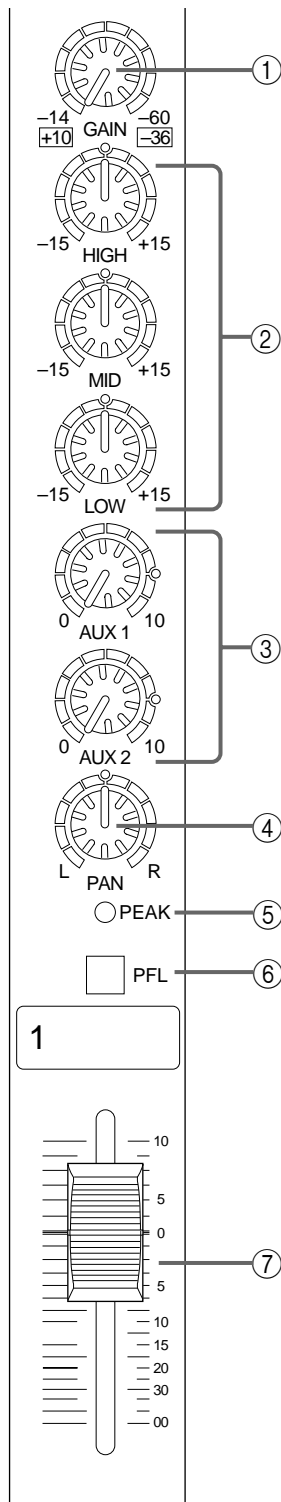 ①
–14 –60
+10 GAIN –36
–15 +15
HIGH
②
–15 +15
MID
–15 +15
LOW
0 10
AUX 1
③
0 10
AUX 2
④
L R
PAN
PEAK ⑤
PFL ⑥
1
10
5
0
⑦
5
10
15
20
30
00